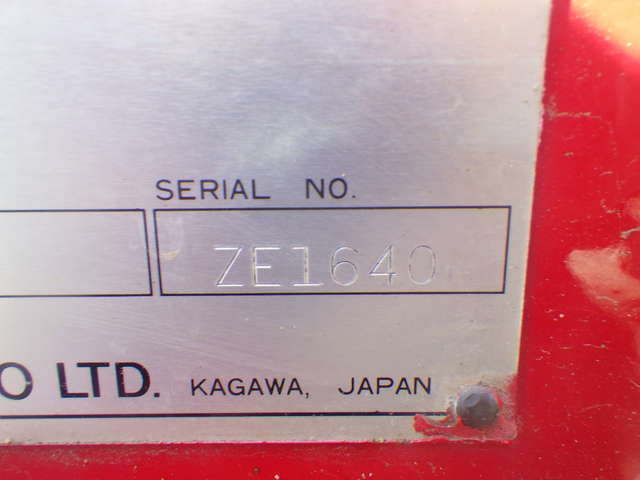 SERIAL NO.
ZE1640
O LTD. KAGAWA, JAPAN